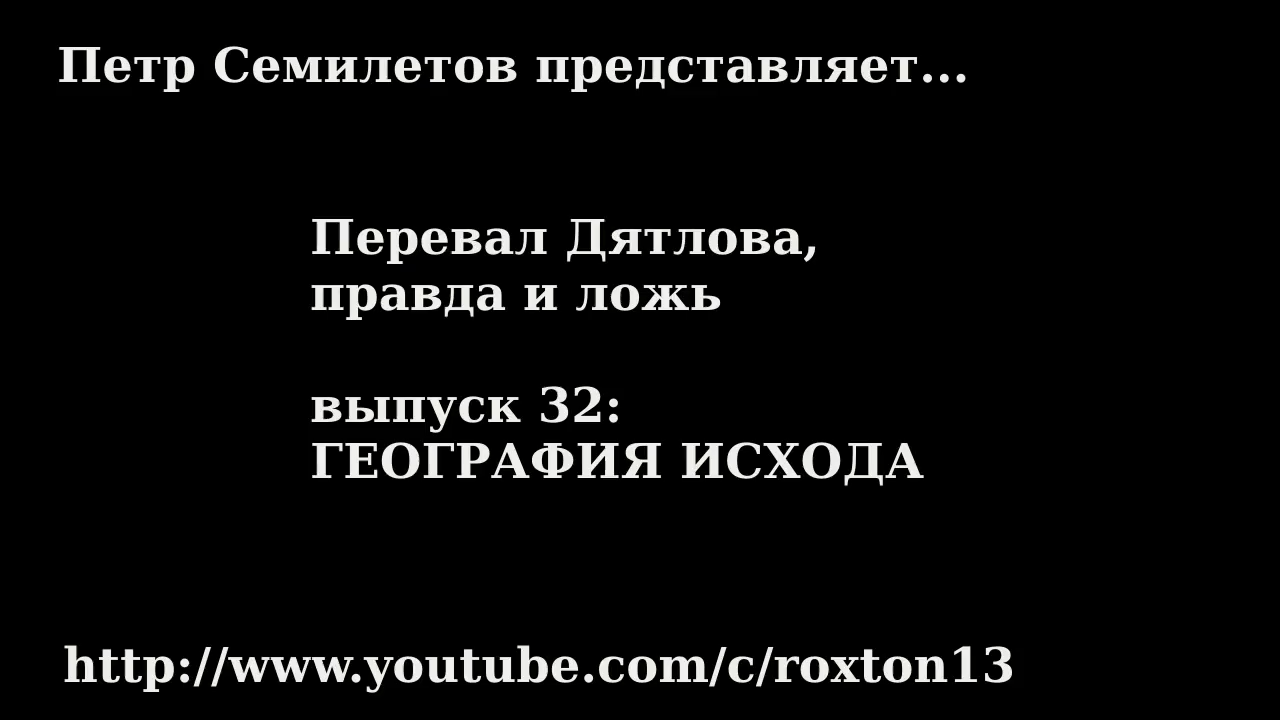 Петр Семилетов представляет...
Перевал Дятлова,
правда и ложь
выпуск 32:
ГЕОГРАФИЯ ИСХОДА
http://www.youtube.com/c/roxton13